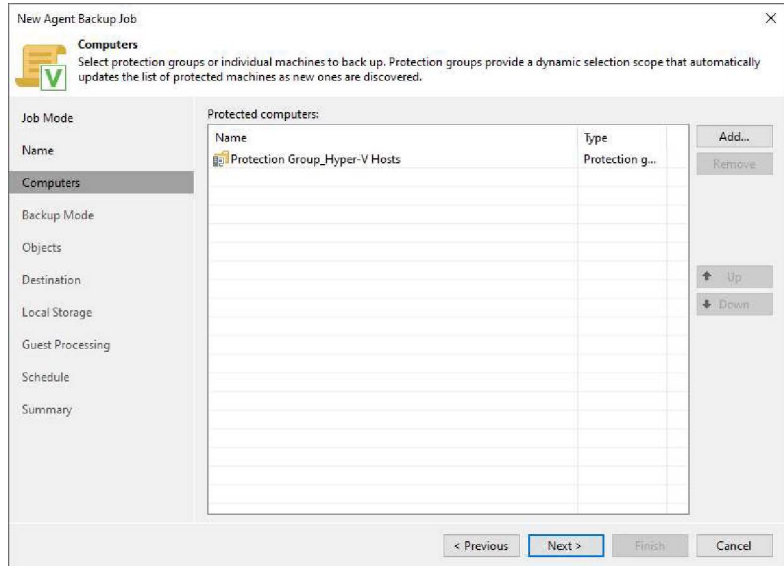 New Agent Backup Job
Computers
Select protection groups or individual machines to back up. Protection groups provide a dynamic selection scope that automatically
updates the list of protected machines as new ones are discovered.
Job Mode
Name
Computers
Backup Mode
Objects
Destination
Local Storage
Guest Processing
Schedule
Summary
Protected computers:
Name Type
Protection Group_Hyper-V Hosts Protection g...
Add...
Remove
Up
Down
< Previous Next > Finish Cancel